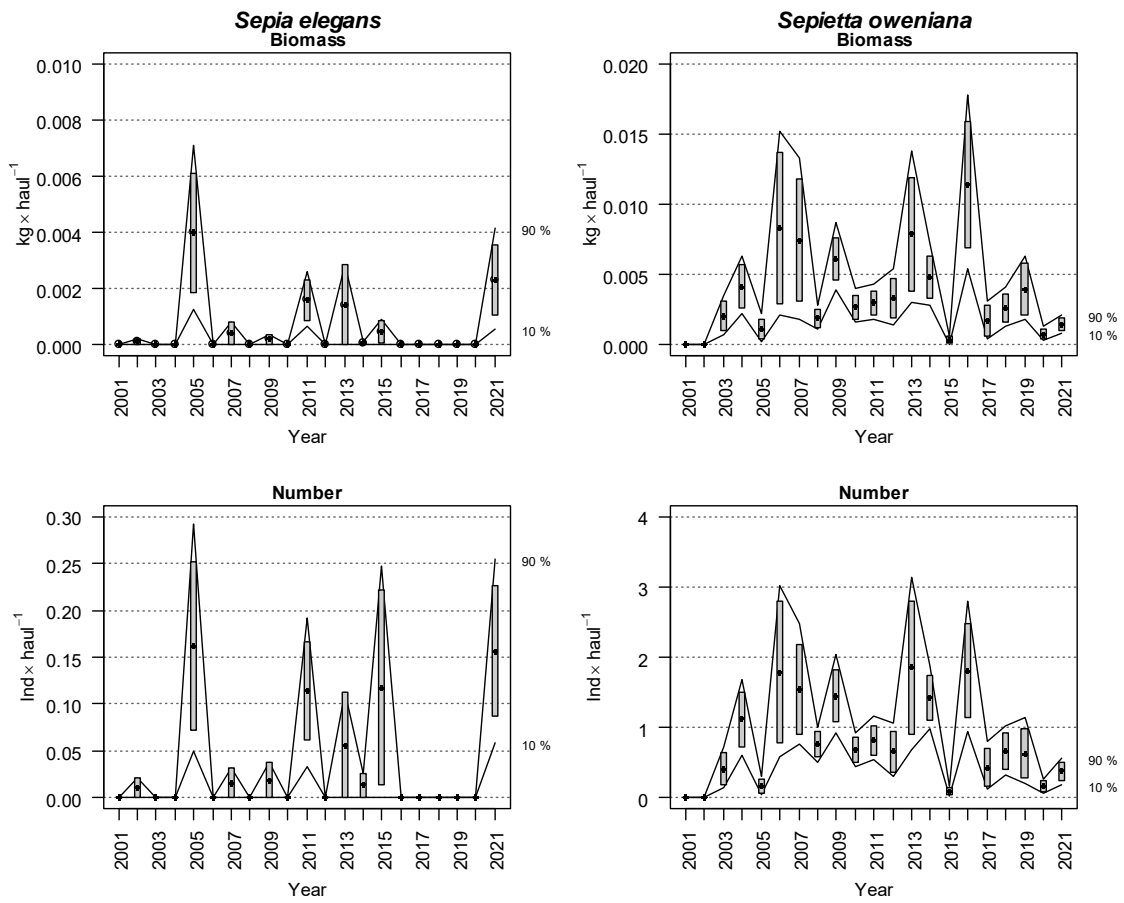 Sepia elegans
Biomass
0.010
0.008
0.006
0.004
0.002
0.000
kg × haul⁻¹
90 %
10 %
2001 2003 2005 2007 2009 2011 2013 2015 2017 2019 2021
Year
Sepietta oweniana
Biomass
0.020
0.015
0.010
0.005
0.000
kg × haul⁻¹
90 %
10 %
2001 2003 2005 2007 2009 2011 2013 2015 2017 2019 2021
Year
Number
0.30
0.25
0.20
0.15
0.10
0.05
0.00
Ind × haul⁻¹
90 %
10 %
2001 2003 2005 2007 2009 2011 2013 2015 2017 2019 2021
Year
Number
4
3
2
1
0
Ind × haul⁻¹
90 %
10 %
2001 2003 2005 2007 2009 2011 2013 2015 2017 2019 2021
Year